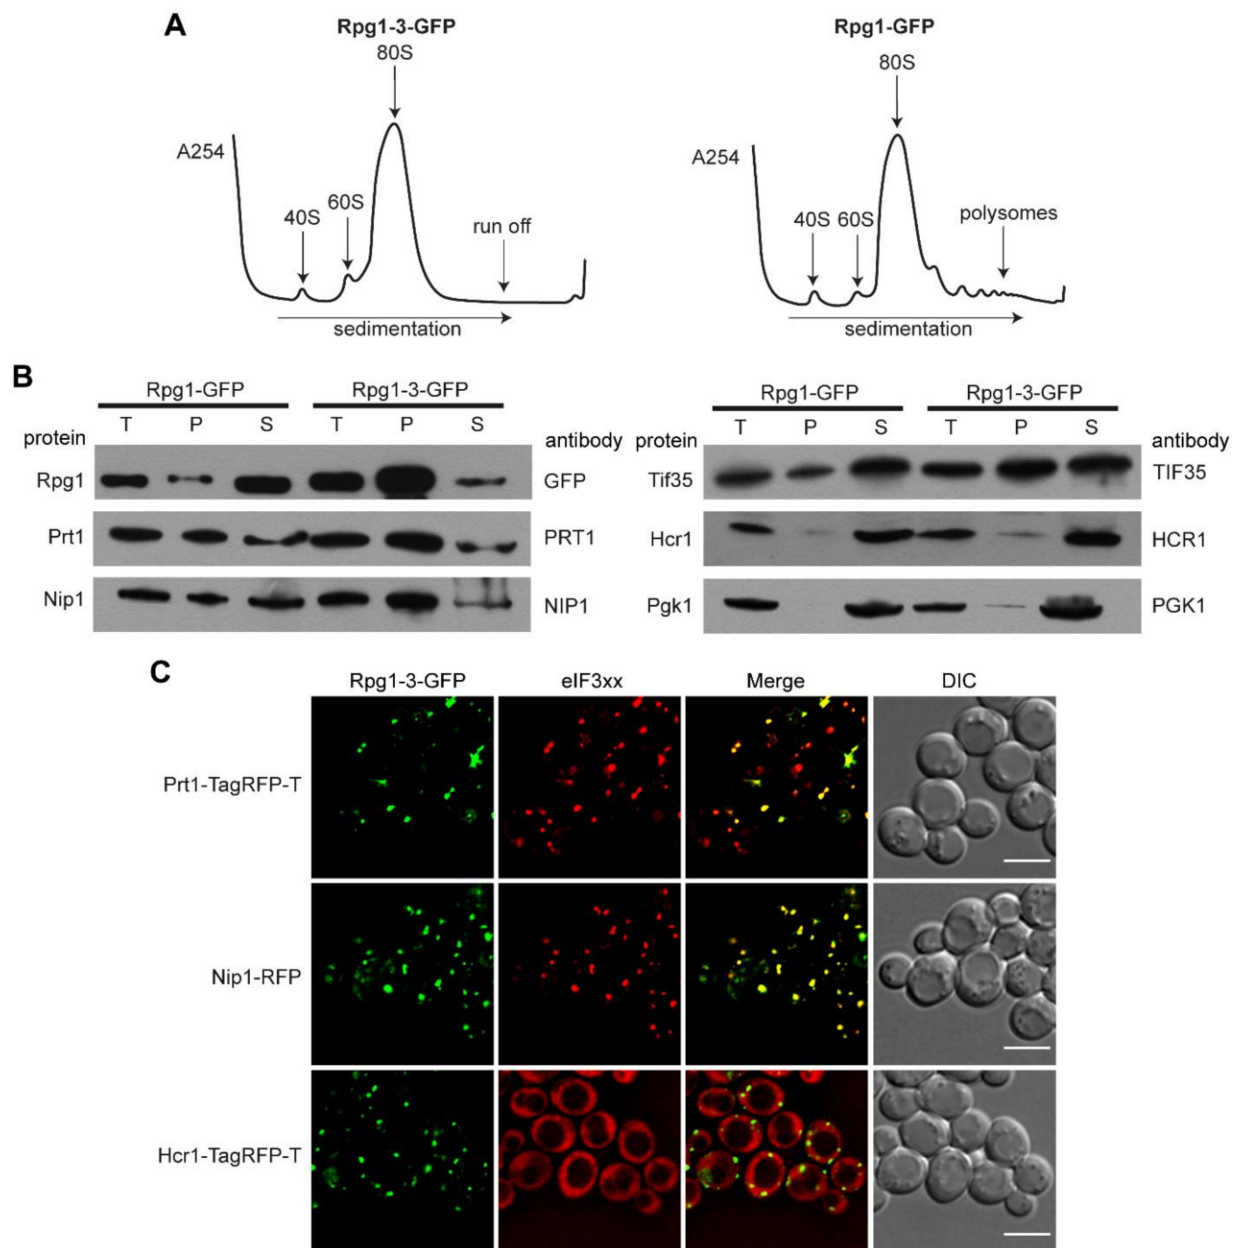 A
Rpg1-3-GFP
80S
A254
60S
40S
run off
sedimentation
Rpg1-GFP
80S
A254
40S 60S
polysomes
sedimentation
B
Rpg1-GFP Rpg1-3-GFP
protein T P S T P S antibody
Rpg1 GFP
Prt1 PRT1
Nip1 NIP1
Rpg1-GFP Rpg1-3-GFP
protein T P S T P S antibody
Tif35 TIF35
Hcr1 HCR1
Pgk1 PGK1
C
Rpg1-3-GFP eIF3xx Merge DIC
Prt1-TagRFP-T
Nip1-RFP
Hcr1-TagRFP-T